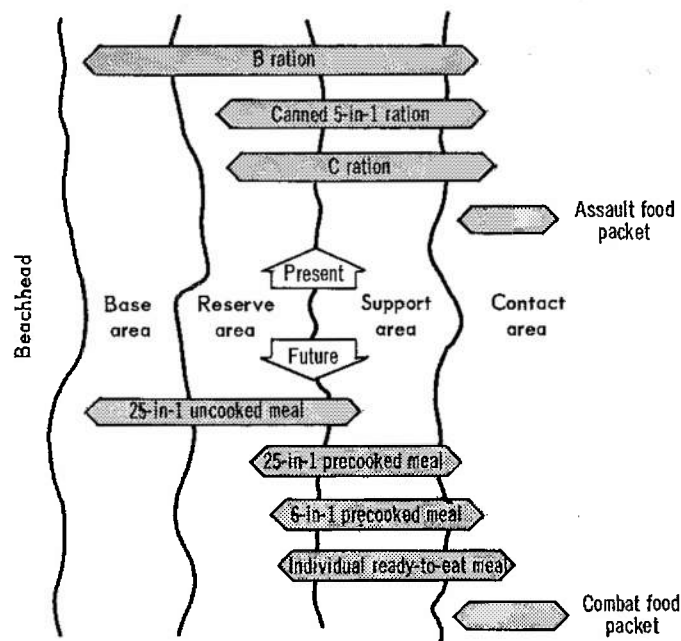 B ration
Canned 5-in-1 ration
C ration
Assault food
packet
Present
Beachhead
Base
area
Reserve
area
Support
area
Contact
area
Future
25-in-1 uncooked meal
25-in-1 precooked meal
6-in-1 precooked meal
Individual ready-to-eat meal
Combat food
packet